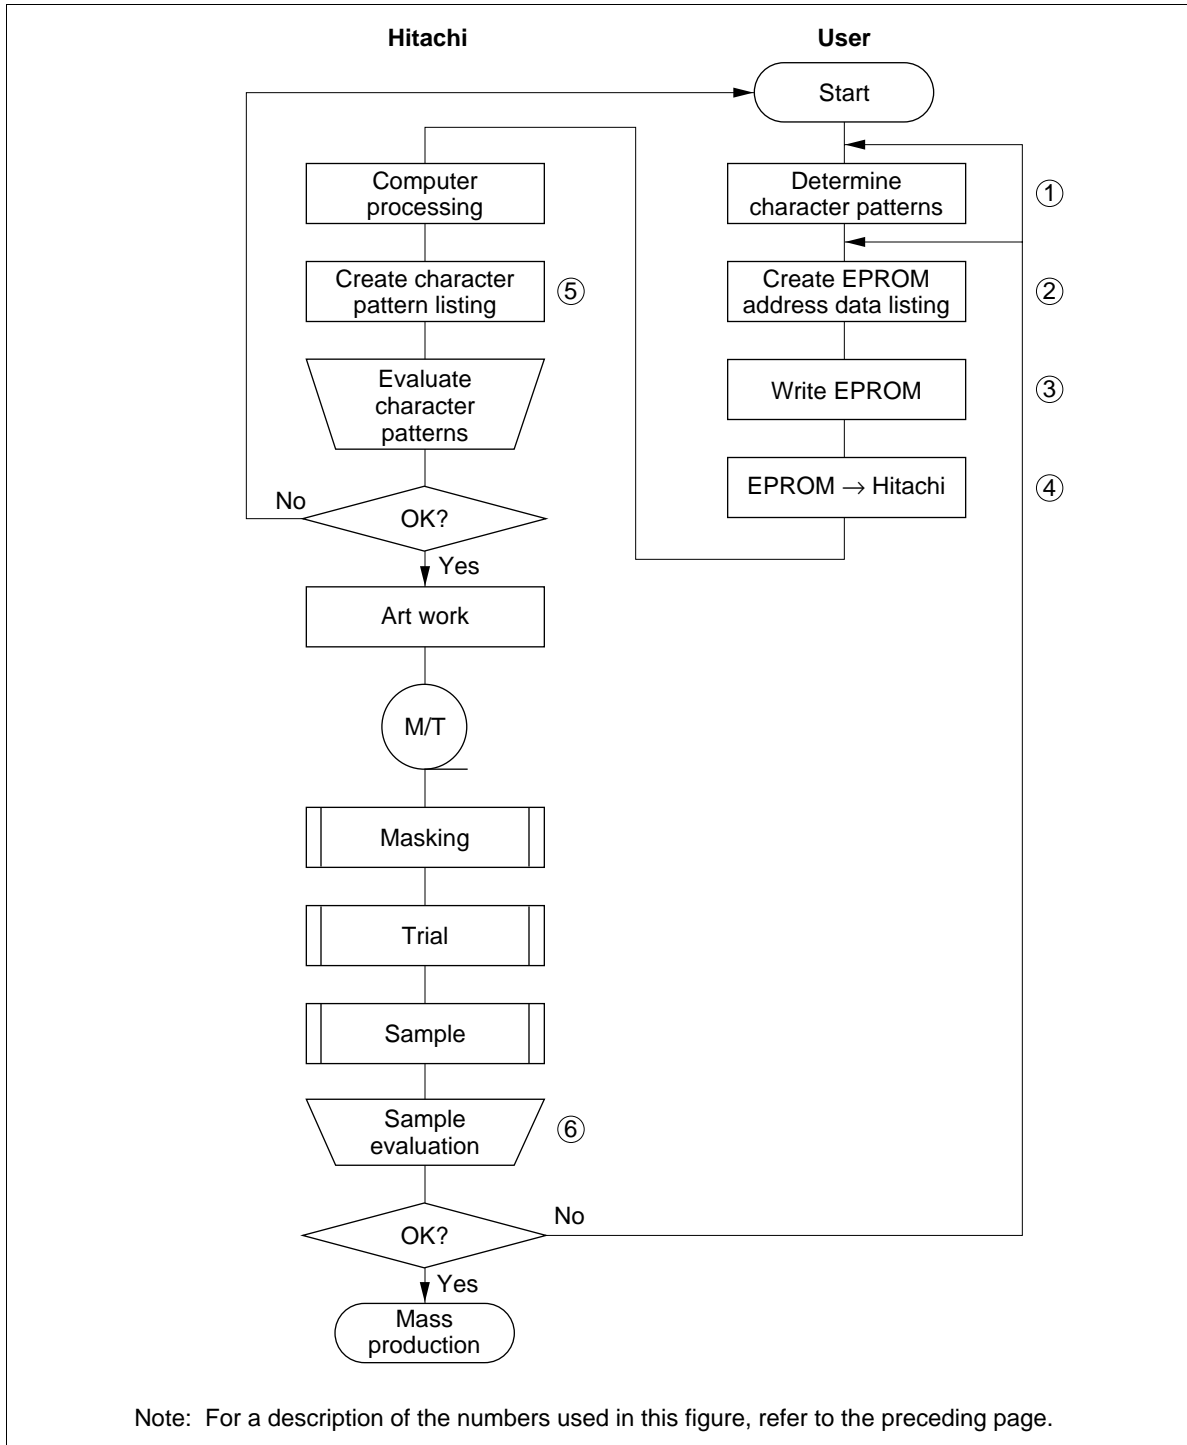 Hitachi
User
Start
Computer
processing
Determine
character patterns
①
Create character
pattern listing
⑤
Create EPROM
address data listing
②
Evaluate
character
patterns
Write EPROM
③
EPROM → Hitachi
④
No
OK?
Yes
Art work
M/T
Masking
Trial
Sample
Sample
evaluation
⑥
No
OK?
Yes
Mass
production
Note: For a description of the numbers used in this figure, refer to the preceding page.